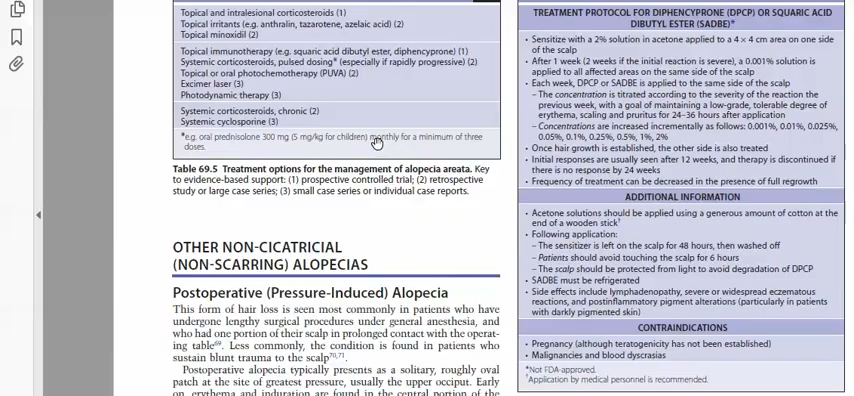 Topical and intralesional corticosteroids (1)
Topical irritants (e.g. anthralin, tazarotene, azelaic acid) (2)
Topical minoxidil (2)
Topical immunotherapy (e.g. squaric acid dibutyl ester, diphencyprone) (1)
Systemic corticosteroids, pulsed dosing* (especially if rapidly progressive) (2)
Topical or oral photochemotherapy (PUVA) (2)
Excimer laser (3)
Photodynamic therapy (3)
Systemic corticosteroids, chronic (2)
Systemic cyclosporine (3)
*e.g. oral prednisolone 300 mg (5 mg/kg for children) monthly for a minimum of three
doses.
Table 69.5 Treatment options for the management of alopecia areata. Key
to evidence-based support: (1) prospective controlled trial; (2) retrospective
study or large case series; (3) small case series or individual case reports.
OTHER NON-CICATRICIAL
(NON-SCARRING) ALOPECIAS
Postoperative (Pressure-Induced) Alopecia
This form of hair loss is seen most commonly in patients who have
undergone lengthy surgical procedures under general anesthesia, and
who had one portion of their scalp in prolonged contact with the operat-
ing table69. Less commonly, the condition is found in patients who
sustain blunt trauma to the scalp70,71.
Postoperative alopecia typically presents as a solitary, roughly oval
patch at the site of greatest pressure, usually the upper occiput. Early
on, erythema and induration are found in the central portion of the
TREATMENT PROTOCOL FOR DIPHENCYPRONE (DPCP) OR SQUARIC ACID
DIBUTYL ESTER (SADBE)*
• Sensitize with a 2% solution in acetone applied to a 4 × 4 cm area on one side
of the scalp
• After 1 week (2 weeks if the initial reaction is severe), a 0.001% solution is
applied to all affected areas on the same side of the scalp
• Each week, DPCP or SADBE is applied to the same side of the scalp
– The concentration is titrated according to the severity of the reaction the
previous week, with a goal of maintaining a low-grade, tolerable degree of
erythema, scaling and pruritus for 24–36 hours after application
– Concentrations are increased incrementally as follows: 0.001%, 0.01%, 0.025%,
0.05%, 0.1%, 0.25%, 0.5%, 1%, 2%
• Once hair growth is established, the other side is also treated
• Initial responses are usually seen after 12 weeks, and therapy is discontinued if
there is no response by 24 weeks
• Frequency of treatment can be decreased in the presence of full regrowth
ADDITIONAL INFORMATION
• Acetone solutions should be applied using a generous amount of cotton at the
end of a wooden stick†
• Following application:
– The sensitizer is left on the scalp for 48 hours, then washed off
– Patients should avoid touching the scalp for 6 hours
– The scalp should be protected from light to avoid degradation of DPCP
• SADBE must be refrigerated
• Side effects include lymphadenopathy, severe or widespread eczematous
reactions, and postinflammatory pigment alterations (particularly in patients
with darkly pigmented skin)
CONTRAINDICATIONS
• Pregnancy (although teratogenicity has not been established)
• Malignancies and blood dyscrasias
*Not FDA-approved.
†Application by medical personnel is recommended.